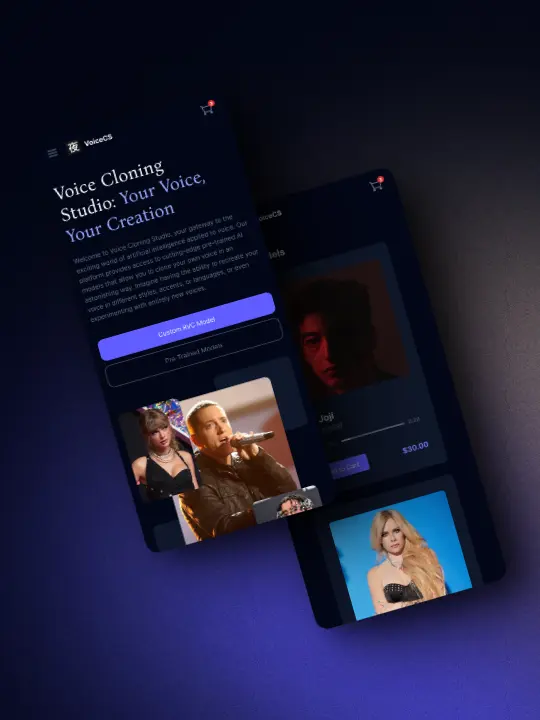 3
夜 VoiceCS
Voice Cloning
Studio: Your Voice,
Your Creation
Welcome to Voice Cloning Studio, your gateway to the
exciting world of artificial intelligence applied to voice. Our
platform provides access to cutting-edge pre-trained AI
models that allow you to clone your own voice in an
astonishing way. Imagine having the ability to recreate your
voice in different styles, accents, or languages, or even
experimenting with entirely new voices.
Custom RVC Model
Pre Trained Models
oiceCS
dels
Joji
$30.00